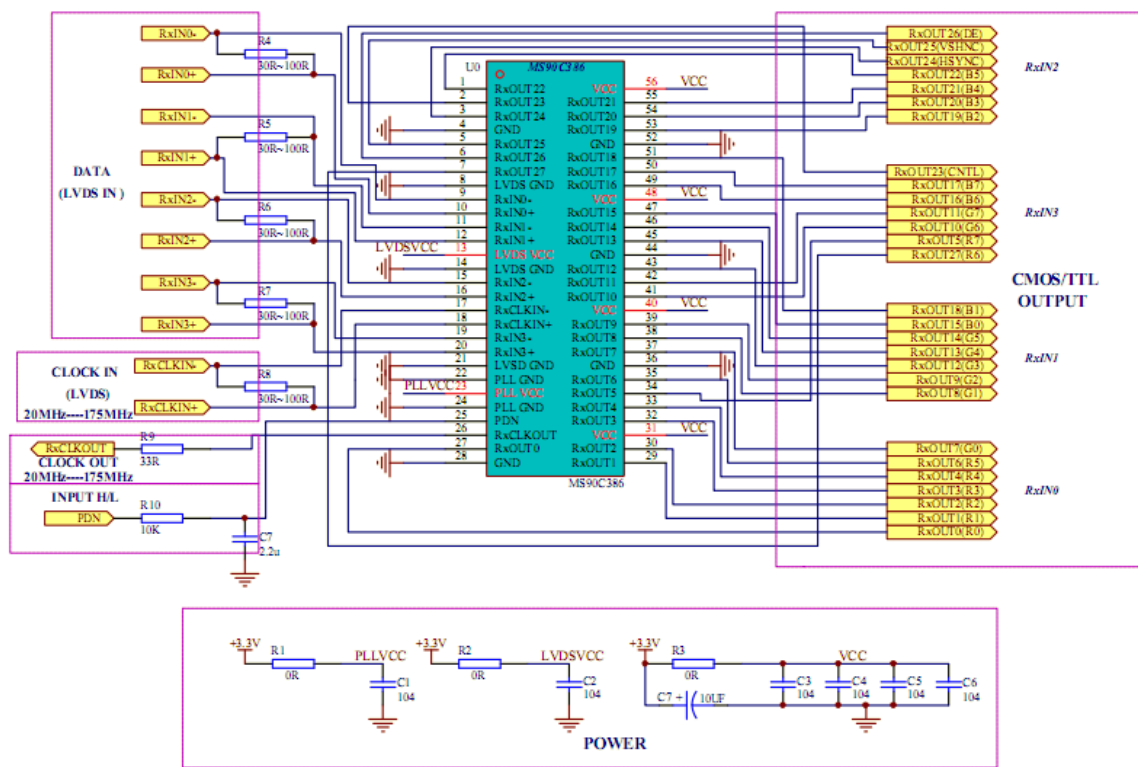 RxIN0-
R4
30R~100R
RxIN0+
RxIN1-
R5
30R~100R
RxIN1+
DATA
(LVDS IN )
RxIN2-
R6
30R~100R
RxIN2+
RxIN3-
R7
30R~100R
RxIN3+
RxCLKIN-
CLOCK IN
(LVDS)
R8
30R~100R
20MHz----175MHz
RxCLKIN+
RxCLKOUT
R9
33R
CLOCK OUT
20MHz----175MHz
INPUT H/L
PDN
R10
10K
C7
2.2u
U0
MS90C386
1 RxOUT22
2 RxOUT23
3 RxOUT24
4 GND
5 RxOUT25
6 RxOUT26
7 RxOUT27
8 LVDS GND
9 RxIN0-
10 RxIN0+
11 RxIN1-
12 RxIN1+
LVDSVCC
13 LVDS VCC
14 LVDS GND
15 RxIN2-
16 RxIN2+
17 RxCLKIN-
18 RxCLKIN+
19 RxIN3-
20 RxIN3+
21 LVSD GND
22 PLL GND
PLLVCC
23 PLL VCC
24 PLL GND
25 PDN
26 RxCLKOUT
27 RxOUT0
28 GND
VCC 56 VCC
RxOUT21 55
RxOUT20 54
RxOUT19 53
GND 52
RxOUT18 51
RxOUT17 50
RxOUT16 49
VCC 48 VCC
RxOUT15 47
RxOUT14 46
RxOUT13 45
GND 44
RxOUT12 43
RxOUT11 42
RxOUT10 41
VCC 40 VCC
RxOUT9 39
RxOUT8 38
RxOUT7 37
GND 36
RxOUT6 35
RxOUT5 34
RxOUT4 33
RxOUT3 32
VCC 31 VCC
RxOUT2 30
RxOUT1 29
MS90C386
RxOUT26(DE)
RxOUT25(VSHNC)
RxOUT24(HSYNC)
RxOUT22(B5)
RxOUT21(B4)
RxOUT20(B3)
RxOUT19(B2)
RxIN2
RxOUT23(CNTL)
RxOUT17(B7)
RxOUT16(B6)
RxOUT11(G7)
RxOUT10(G6)
RxOUT5(R7)
RxOUT27(R6)
RxIN3
CMOS/TTL
OUTPUT
RxOUT18(B1)
RxOUT15(B0)
RxOUT14(G5)
RxOUT13(G4)
RxOUT12(G3)
RxOUT9(G2)
RxOUT8(G1)
RxIN1
RxOUT7(G0)
RxOUT6(R5)
RxOUT4(R4)
RxOUT3(R3)
RxOUT2(R2)
RxOUT1(R1)
RxOUT0(R0)
RxIN0
+3.3V
R1
0R
PLLVCC
C1
104
+3.3V
R2
0R
LVDSVCC
C2
104
+3.3V
R3
0R
VCC
C7 + 10UF
C3
104
C4
104
C5
104
C6
104
POWER